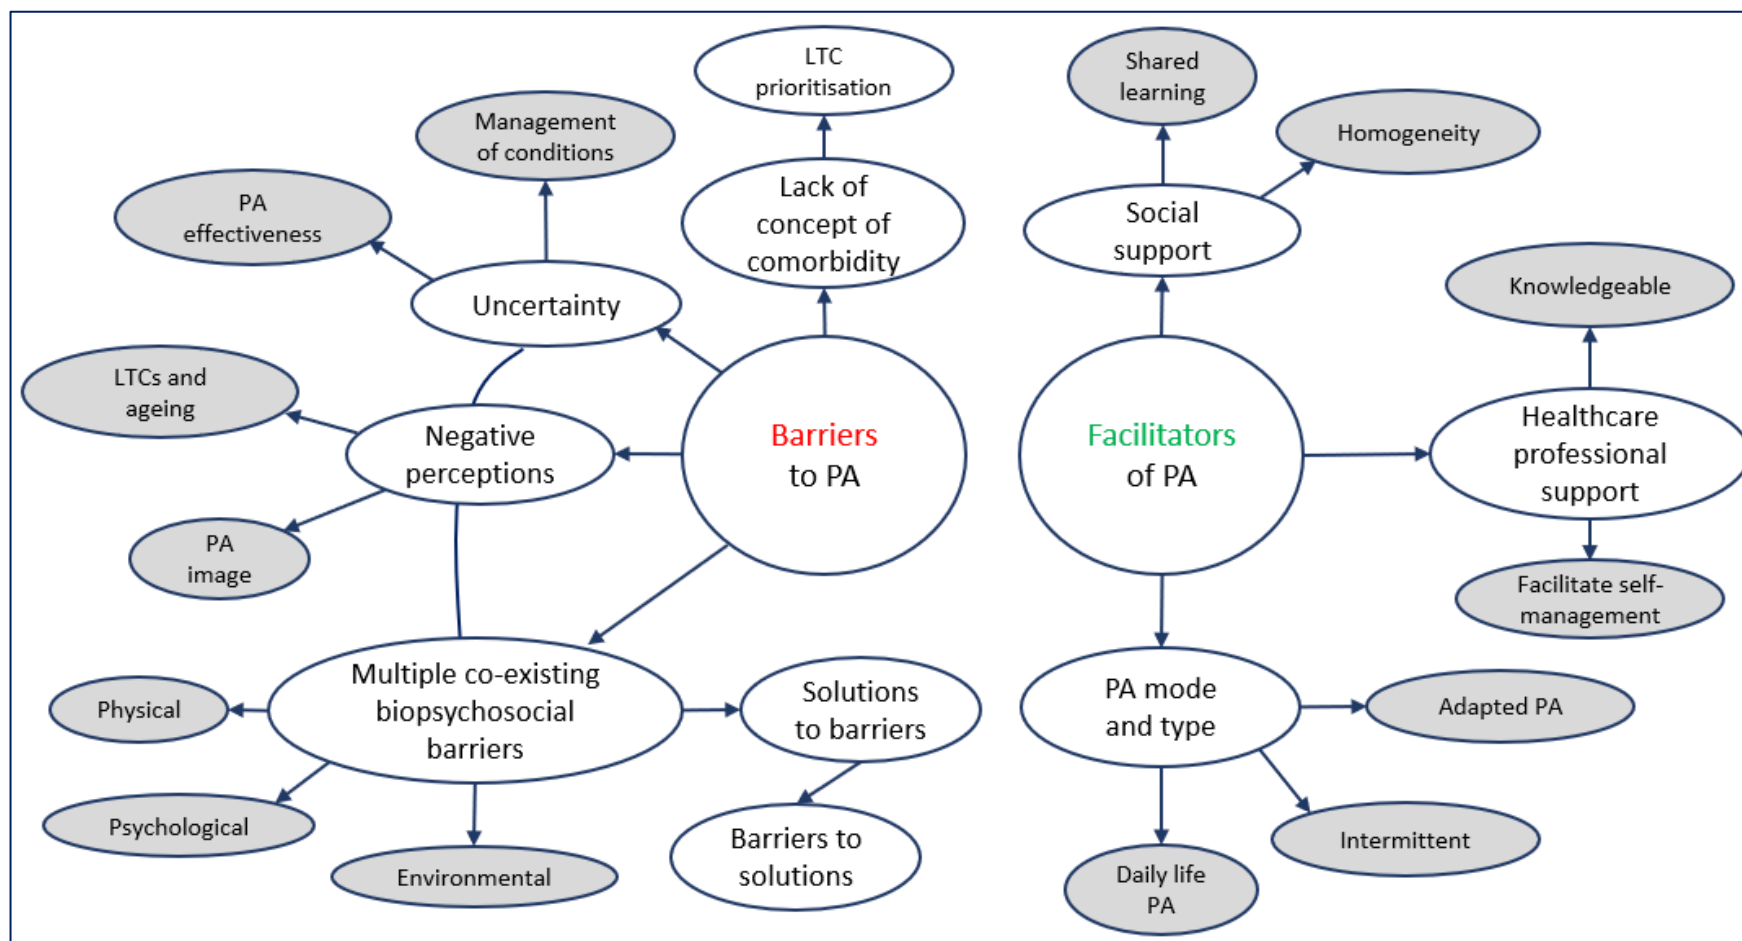 LTC
prioritisation
Shared
learning
Management
of conditions
Homogeneity
PA
effectiveness
Lack of
concept of
comorbidity
Social
support
Uncertainty
Knowledgeable
LTCs and
ageing
Negative
perceptions
Barriers
to PA
Facilitators
of PA
Healthcare
professional
support
PA
image
Facilitate self-
management
Multiple co-existing
biopsychosocial
barriers
Physical
Solutions
to barriers
PA mode
and type
Adapted PA
Psychological
Environmental
Barriers to
solutions
Intermittent
Daily life
PA